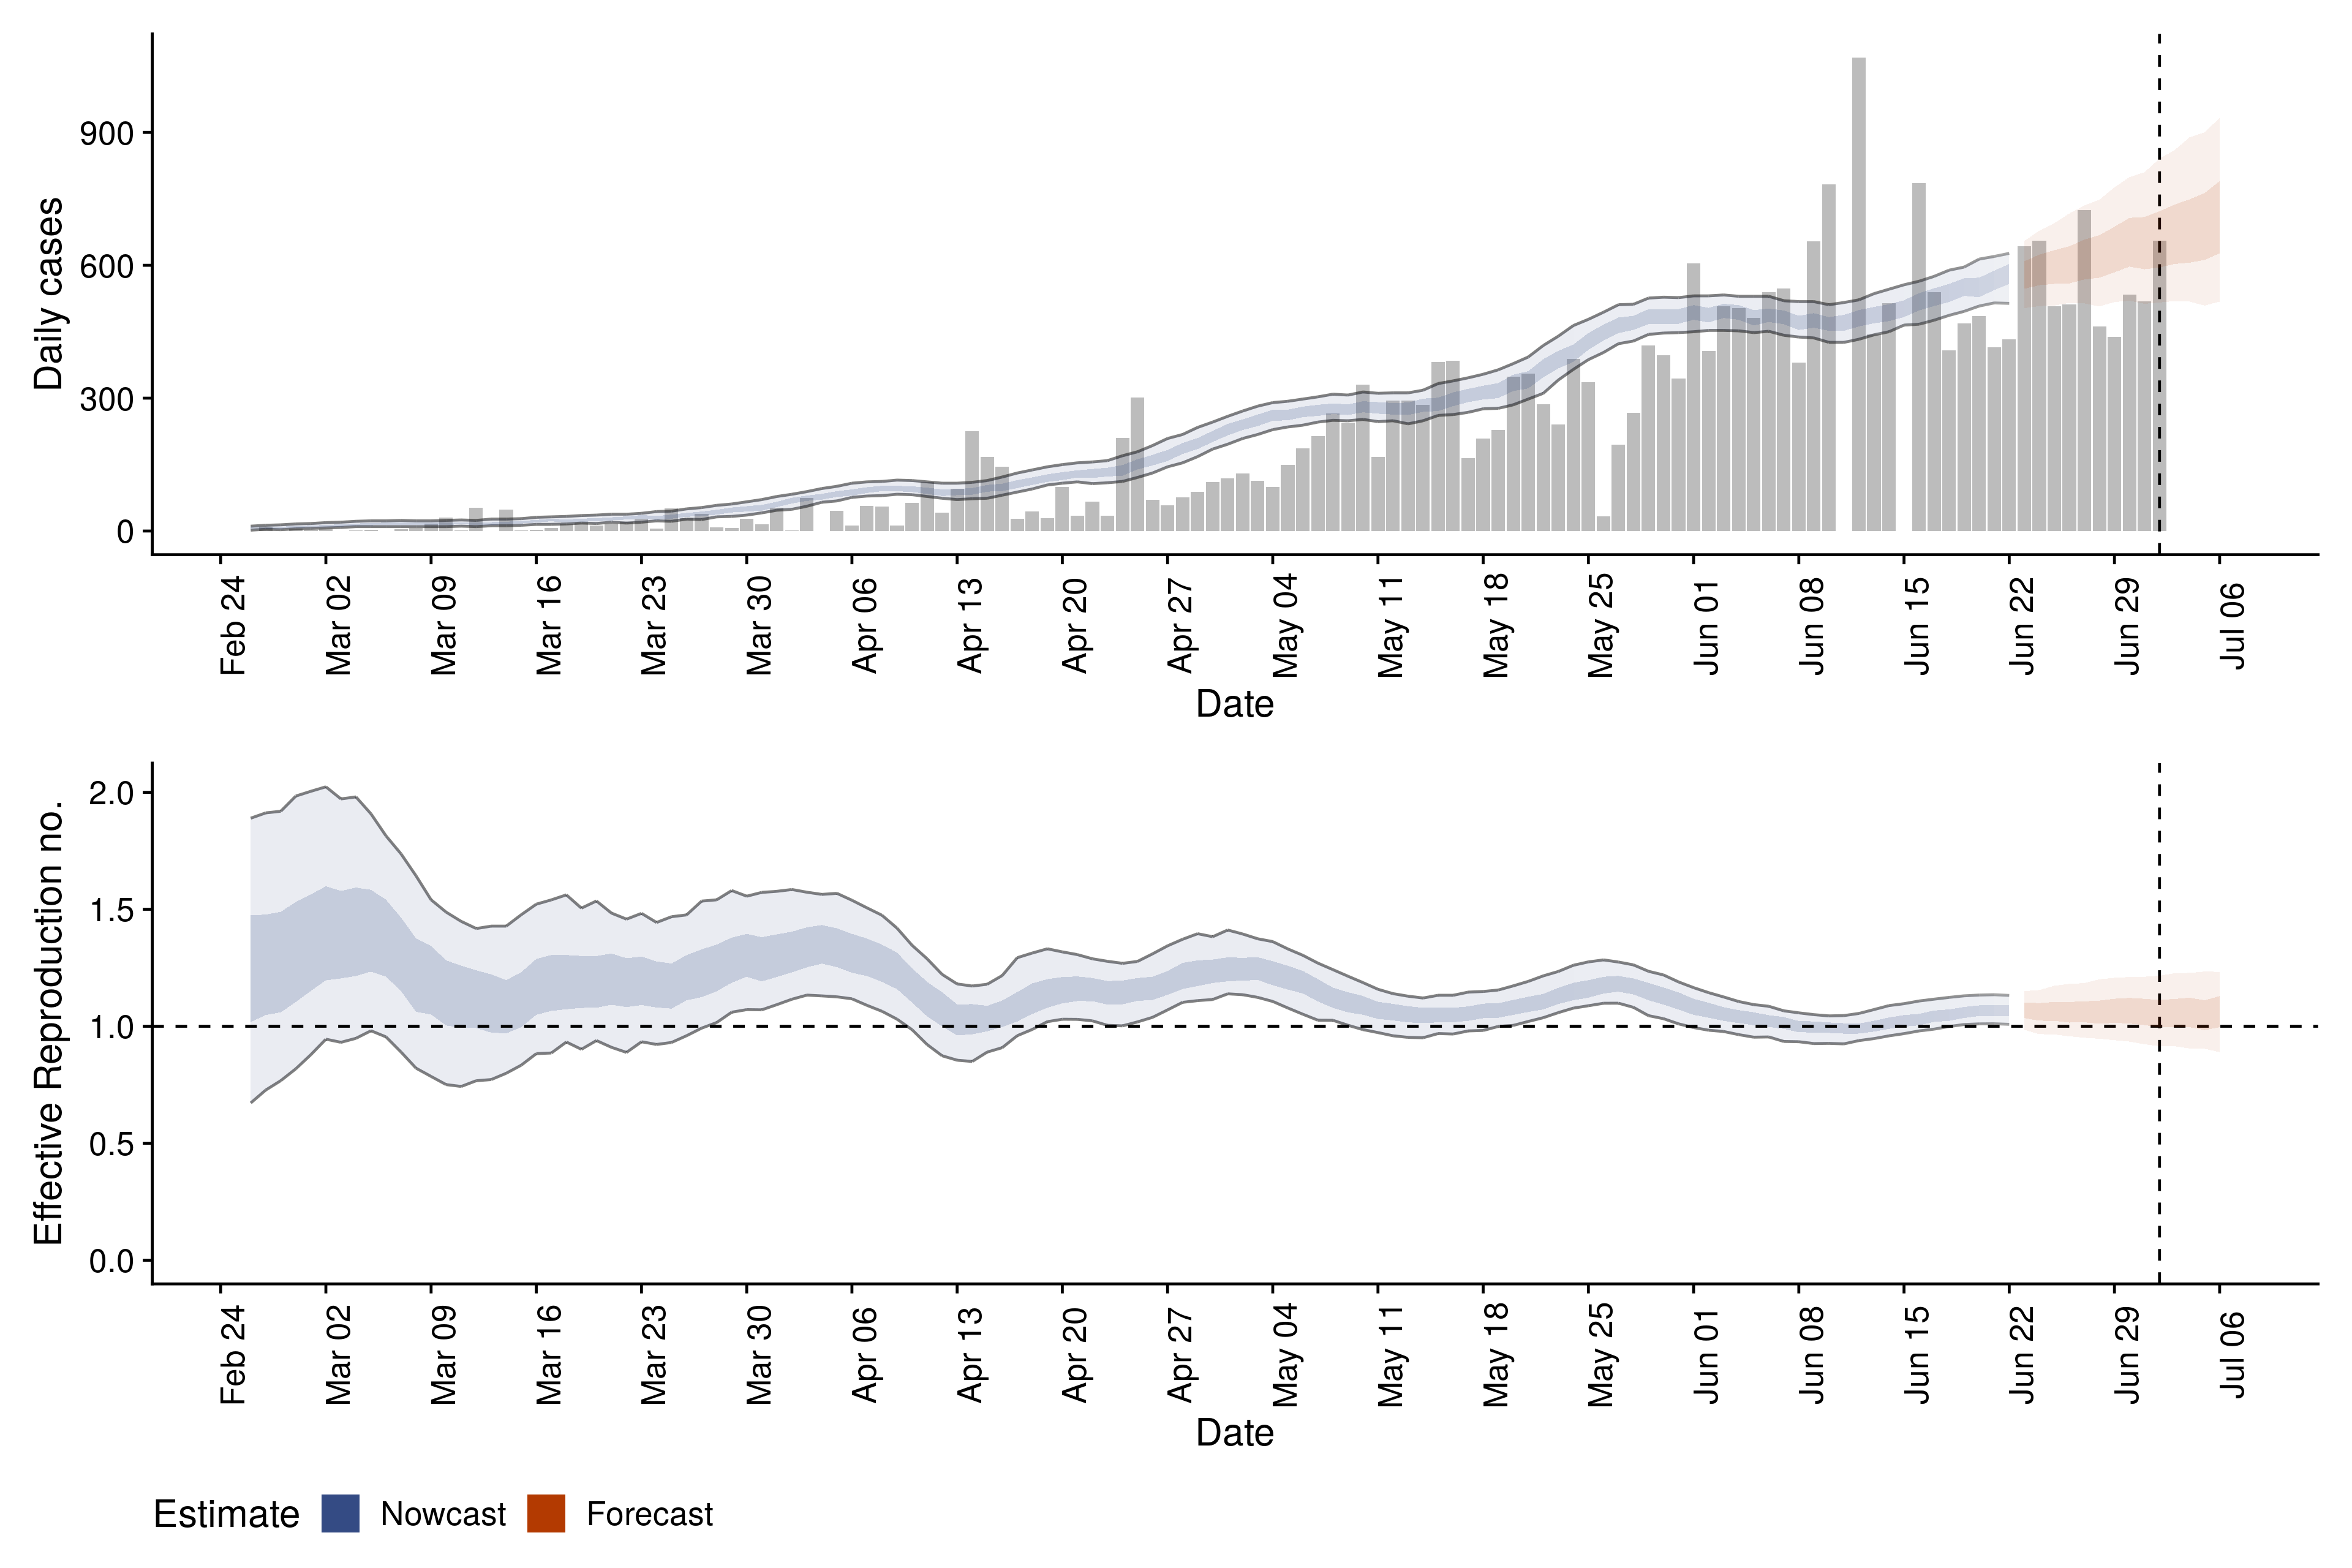 Daily cases
900
600
300
0
Feb 24
Mar 02
Mar 09
Mar 16
Mar 23
Mar 30
Apr 06
Apr 13
Apr 20
Apr 27
May 04
May 11
May 18
May 25
Jun 01
Jun 08
Jun 15
Jun 22
Jun 29
Jul 06
Date
Effective Reproduction no.
2.0
1.5
1.0
0.5
0.0
Feb 24
Mar 02
Mar 09
Mar 16
Mar 23
Mar 30
Apr 06
Apr 13
Apr 20
Apr 27
May 04
May 11
May 18
May 25
Jun 01
Jun 08
Jun 15
Jun 22
Jun 29
Jul 06
Date
Estimate Nowcast Forecast